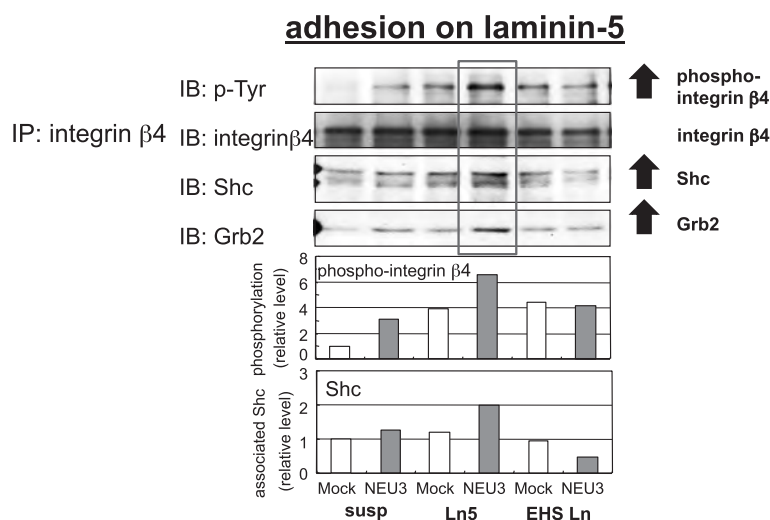 adhesion on laminin-5
IP: integrin β4
IB: p-Tyr
phospho-
integrin β4
IB: integrinβ4
integrin β4
IB: Shc
Shc
IB: Grb2
Grb2
phosphorylation
(relative level)
8
6
4
2
0
phospho-integrin β4
associated Shc
(relative level)
3
2
1
0
Shc
Mock NEU3 Mock NEU3 Mock NEU3
susp Ln5 EHS Ln